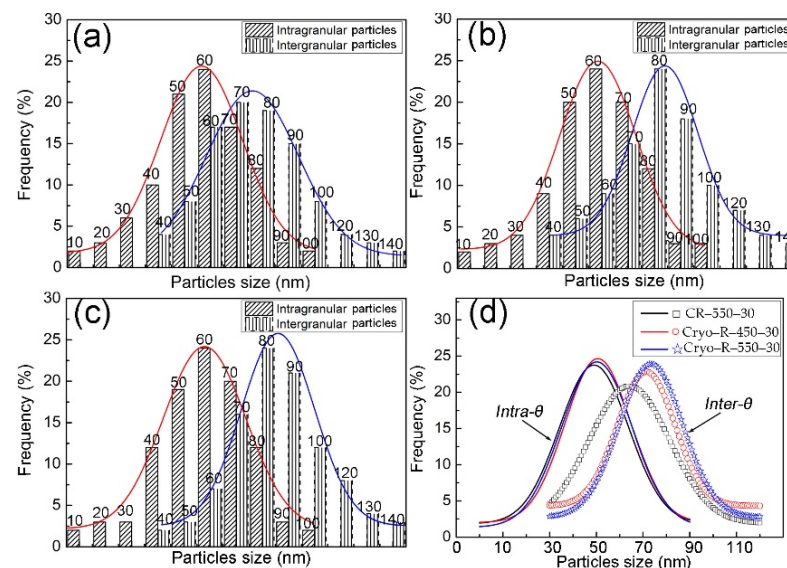 (a)
Intragranular particles
Intergranular particles
30
25
20
15
10
5
0
Frequency (%)
10 20 30 40 50 60 70 80 90 100
40 50 60 70 80 90 100 120 130 140
Particles size (nm)
(b)
Intragranular particles
Intergranular particles
30
25
20
15
10
5
0
Frequency (%)
10 20 30 40 50 60 70 80 90 100
40 50 60 70 80 90 100 120 130 140
Particles size (nm)
(c)
Intragranular particles
Intergranular particles
30
25
20
15
10
5
0
Frequency (%)
20 30 40 50 60 70 80 90 100
40 50 60 70 80 90 100 120 130 140
Particles size (nm)
(d)
CR–550–30
Cryo–R–450–30
Cryo–R–550–30
Intra-θ
Inter-θ
30
25
20
15
10
5
0
Frequency (%)
0 10 30 50 70 90 110
Particles size (nm)